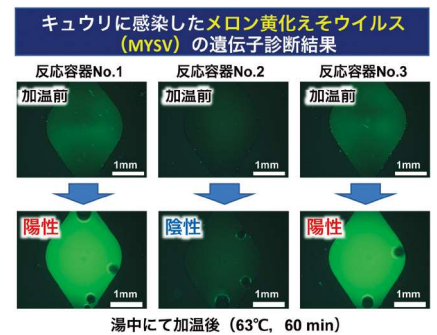 キュウリに感染したメロン黄化えそウイルス
（MYSV）の遺伝子診断結果
反応容器No.1
反応容器No.2
反応容器No.3
加温前
加温前
加温前
1mm
1mm
1mm
陽性
陰性
陽性
1mm
1mm
1mm
湯中にて加温後（63℃，60 min）